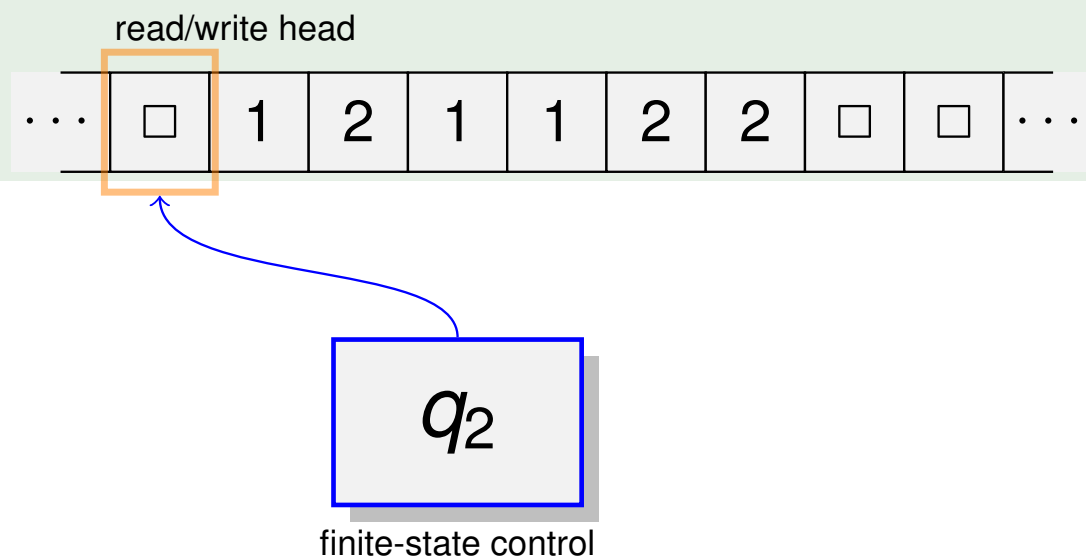 read/write head
··· □ 1 2 1 1 2 2 □ □ ···
q₂
finite-state control